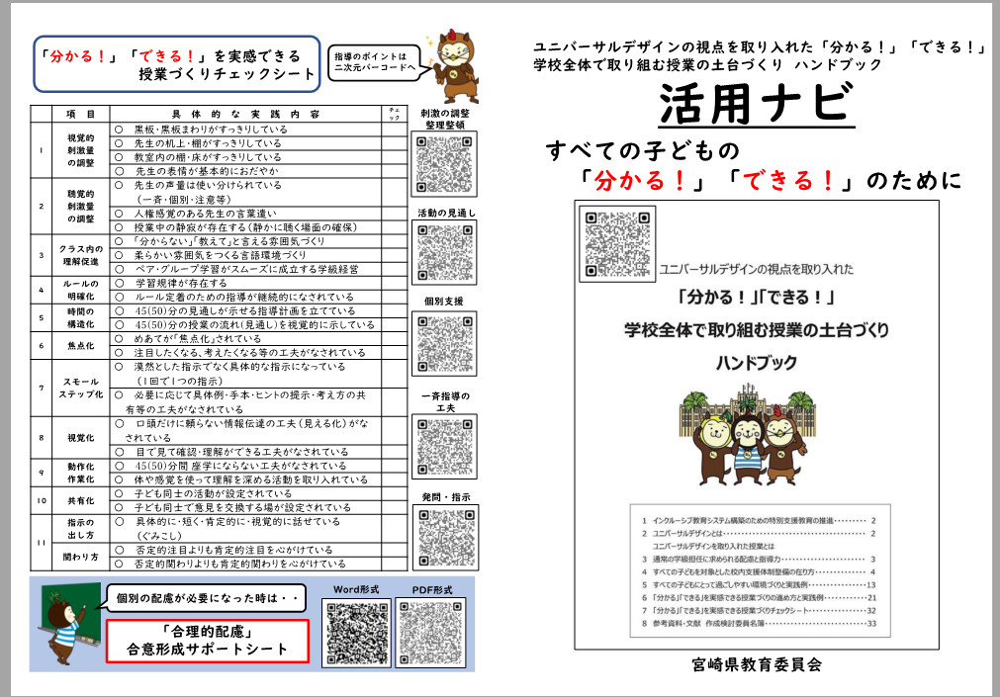 「分かる！」「できる！」を実感できる
授業づくりチェックシート
指導のポイントは
二次元バーコードへ
項 目 具 体 的 な 実 践 内 容 チェック
1 視覚的刺激量の調整
○ 黒板・黒板まわりがすっきりしている
○ 先生の机上・棚がすっきりしている
○ 教室内の棚・床がすっきりしている
○ 先生の表情が基本的におだやか
2 聴覚的刺激量の調整
○ 先生の声量は使い分けられている
（一斉・個別・注意等）
○ 人権感覚のある先生の言葉遣い
○ 授業中の静寂が存在する（静かに聴く場面の確保）
3 クラス内の理解促進
○ 「分からない」「教えて」と言える雰囲気づくり
○ 柔らかい雰囲気をつくる言語環境づくり
○ ペア・グループ学習がスムーズに成立する学級経営
4 ルールの明確化
○ 学習規律が存在する
○ ルール定着のための指導が継続的になされている
5 時間の構造化
○ 45(50)分の見通しが示せる指導計画を立てている
○ 45(50)分の授業の流れ(見通し)を視覚的に示している
6 焦点化
○ めあてが「焦点化」されている
○ 注目したくなる、考えたくなる等の工夫がなされている
7 スモールステップ化
○ 漠然とした指示でなく具体的な指示になっている
（1回で1つの指示）
○ 必要に応じて具体例・手本・ヒントの提示・考え方の共
有等の工夫がなされている
8 視覚化
○ 口頭だけに頼らない情報伝達の工夫（見える化）がな
されている
○ 目で見て確認・理解ができる工夫がなされている
9 動作化作業化
○ 45(50)分間 座学にならない工夫がなされている
○ 体や感覚を使って理解を深める活動を取り入れている
10 共有化
○ 子ども同士の活動が設定されている
○ 子ども同士で意見を交換する場が設定されている
11 指示の出し方
○ 具体的に・短く・肯定的に・視覚的に話せている
（ぐみこし）
関わり方
○ 否定的注目よりも肯定的注目を心がけている
○ 否定的関わりよりも肯定的関わりを心がけている
刺激の調整
整理整頓
活動の見通し
個別支援
一斉指導の
工夫
発問・指示
個別の配慮が必要になった時は・・
「合理的配慮」
合意形成サポートシート
Word形式
PDF形式
ユニバーサルデザインの視点を取り入れた「分かる！」「できる！」
学校全体で取り組む授業の土台づくり ハンドブック
活用ナビ
すべての子どもの
「分かる！」「できる！」のために
ユニバーサルデザインの視点を取り入れた
「分かる！」「できる！」
学校全体で取り組む授業の土台づくり
ハンドブック
1 インクルーシブ教育システム構築のための特別支援教育の推進・・・・・・・・ 2
2 ユニバーサルデザインとは・・・・・・・・・・・・・・・・・・・・ 2
ユニバーサルデザインを取り入れた授業とは
3 通常の学級担任に求められる配慮と指導力・・・・・・・・・・・・ 3
4 すべての子どもを対象とした校内支援体制整備の在り方・・・・・・・・ 4
5 すべての子どもにとって過ごしやすい環境づくりと実践例・・・・・・・・13
6 「分かる」「できる」を実感できる授業づくりの進め方と実践例・・・・21
7 「分かる」「できる」を実感できる授業づくりチェックシート・・・・・・32
8 参考資料・文献 作成検討委員名簿・・・・・・・・・・・・・・・・33
宮崎県教育委員会